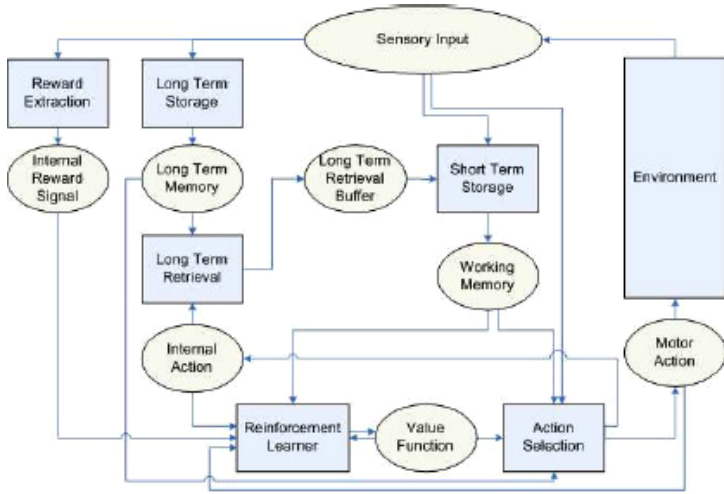 Sensory Input
Reward
Extraction
Long Term
Storage
Internal
Reward
Signal
Long Term
Memory
Long Term
Retrieval
Buffer
Short Term
Storage
Environment
Long Term
Retrieval
Working
Memory
Internal
Action
Motor
Action
Reinforcement
Learner
Value
Function
Action
Selection